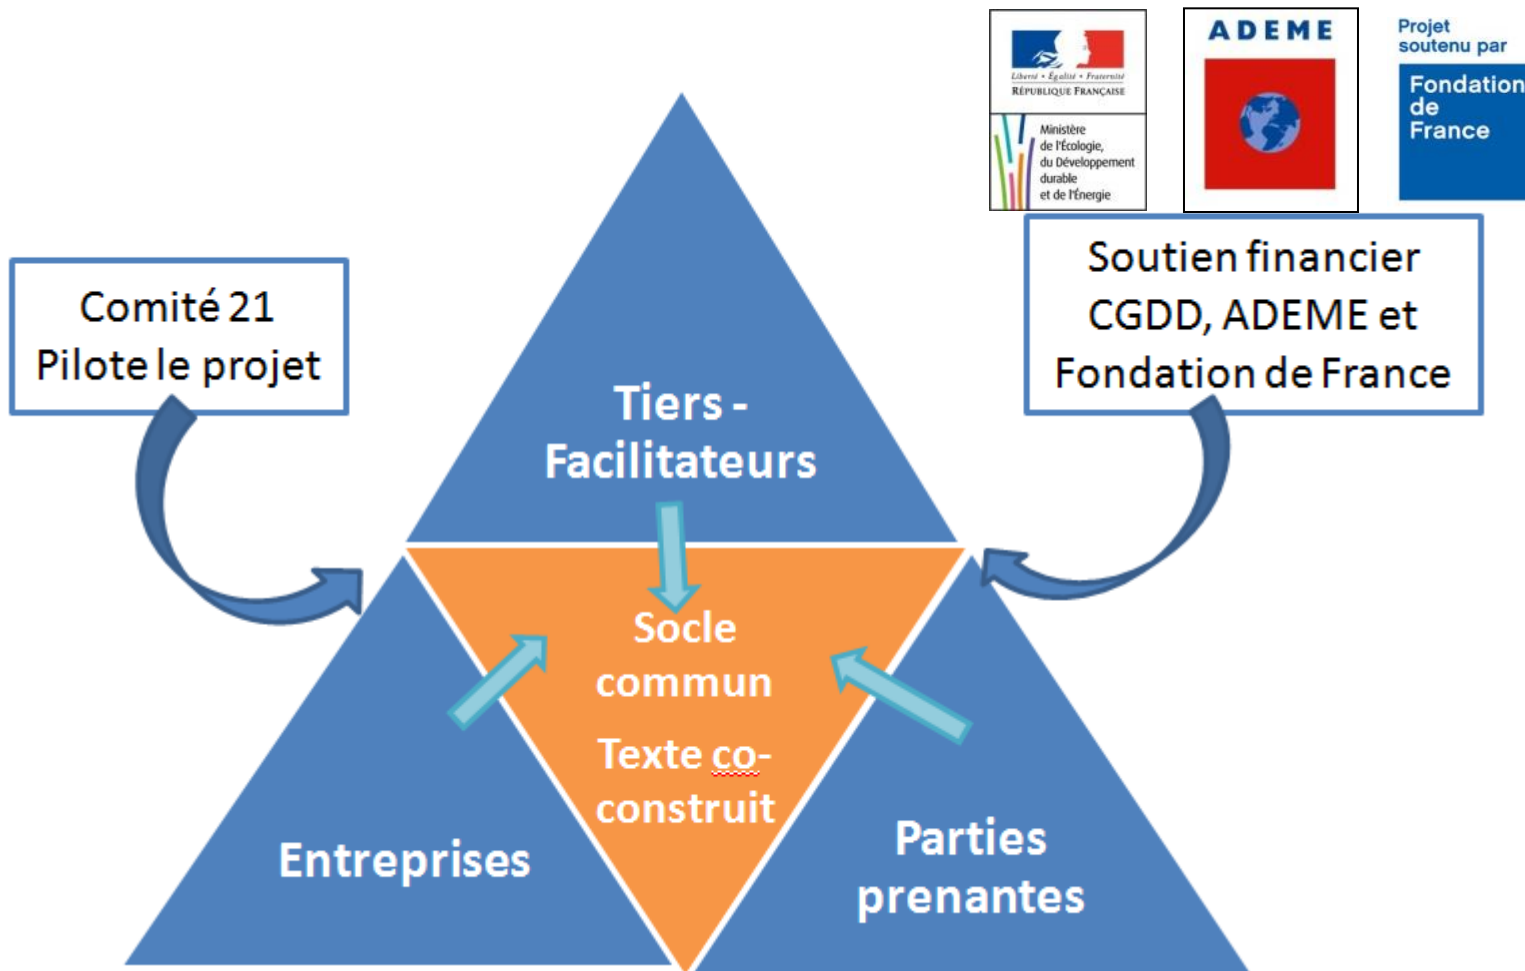 Liberté • Égalité • Fraternité
RÉPUBLIQUE FRANÇAISE
Ministère
de l'Écologie,
du Développement
durable
et de l'Énergie
ADEME
Projet
soutenu par
Fondation
de
France
Comité 21
Pilote le projet
Soutien financier
CGDD, ADEME et
Fondation de France
Tiers -
Facilitateurs
Socle
commun
Texte co-
construit
Entreprises
Parties
prenantes